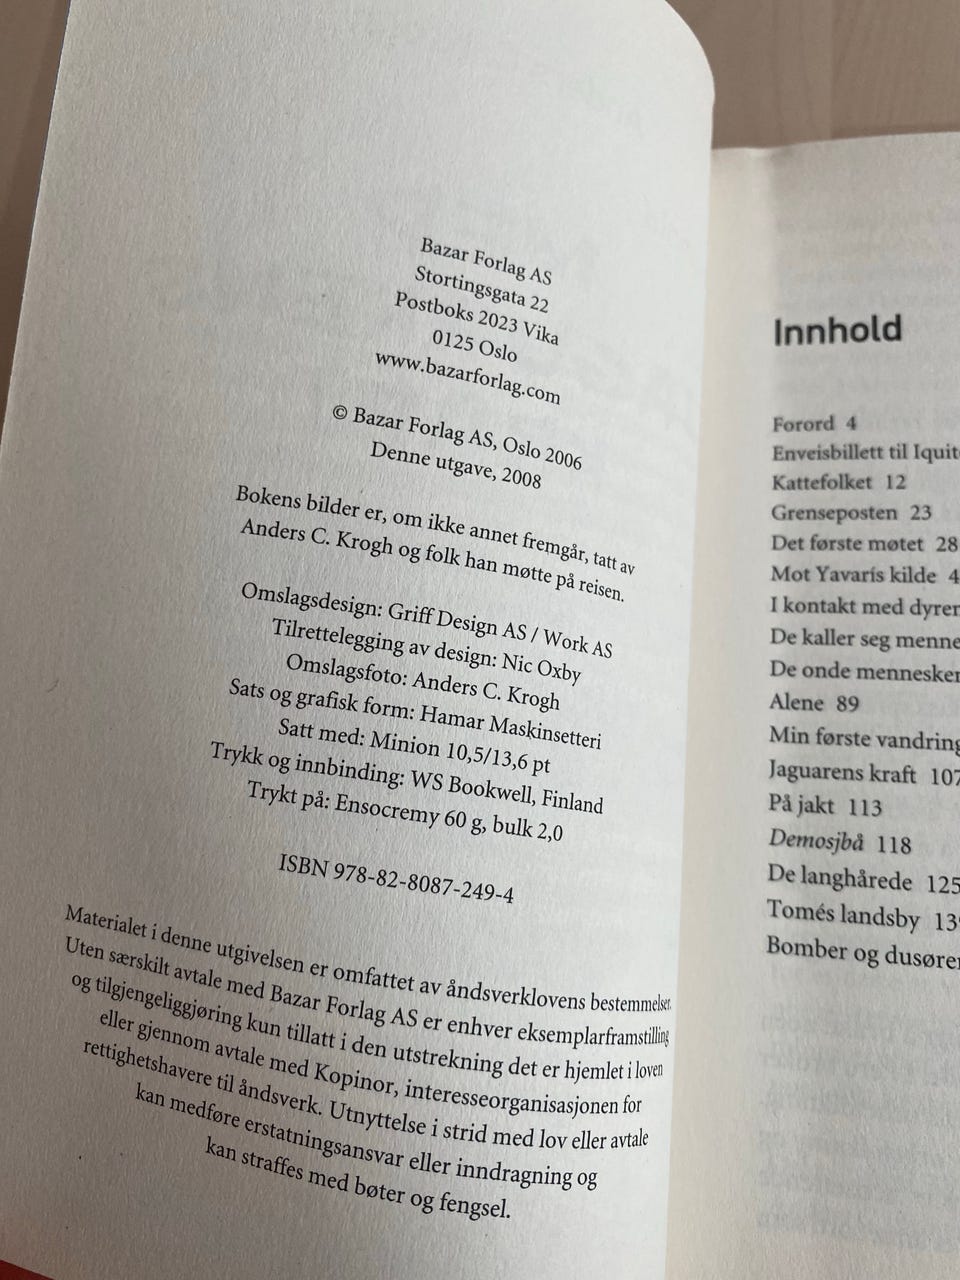 Bazar Forlag AS
Stortingsgata 22
Postboks 2023 Vika
0125 Oslo
www.bazarforlag.com
© Bazar Forlag AS, Oslo 2006
Denne utgave, 2008
Bokens bilder er, om ikke annet fremgår, tatt av
Anders C. Krogh og folk han møtte på reisen.
Omslagsdesign: Griff Design AS / Work AS
Tilrettelegging av design: Nic Oxby
Omslagsfoto: Anders C. Krogh
Sats og grafisk form: Hamar Maskinsetteri
Satt med: Minion 10,5/13,6 pt
Trykk og innbinding: WS Bookwell, Finland
Trykt på: Ensocremy 60 g, bulk 2,0
ISBN 978-82-8087-249-4
Materialet i denne utgivelsen er omfattet av åndsverklovens bestemmelser.
Uten særskilt avtale med Bazar Forlag AS er enhver eksemplarframstilling
og tilgjengeliggjøring kun tillatt i den utstrekning det er hjemlet i loven
eller gjennom avtale med Kopinor, interesseorganisasjonen for
rettighetshavere til åndsverk. Utnyttelse i strid med lov eller avtale
kan medføre erstatningsansvar eller inndragning og
kan straffes med bøter og fengsel.
Innhold
Forord 4
Enveisbillett til
Kattefolket 12
Grenseposten 23
Det første møtet 28
Mot Yavarís kilde
I kontakt med
De kaller seg
De onde
Alene 89
Min første
Jaguarens kraft 107
På jakt 113
Demosjbå 118
De langhårede 125
Tomés landsby
Bomber og